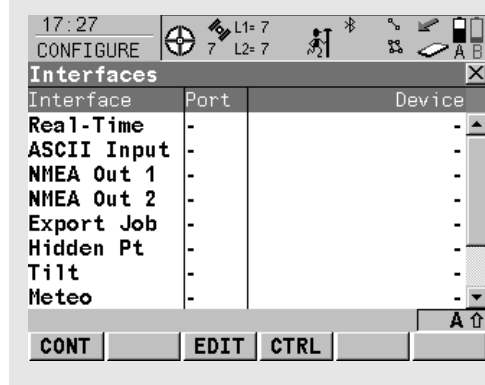 17:27
CONFIGURE
7
L1= 7
L2= 7
A B
Interfaces
Interface Port Device
Real-Time - -
ASCII Input - -
NMEA Out 1 - -
NMEA Out 2 - -
Export Job - -
Hidden Pt - -
Tilt - -
Meteo - -
A
CONT EDIT CTRL